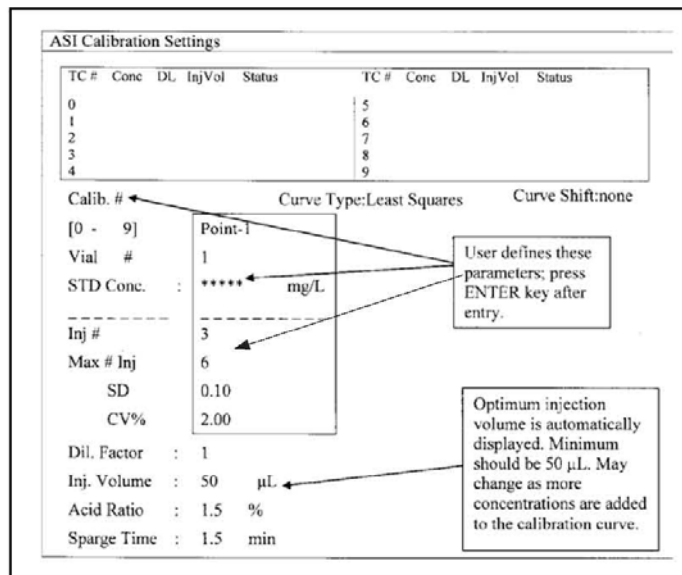 ASI Calibration Settings
TC # Conc DL InjVol Status TC # Conc DL InjVol Status
0 5
1 6
2 7
3 8
4 9
Calib. # Curve Type:Least Squares Curve Shift:none
[0 - 9] Point-1
Vial # 1
STD Conc. : ***** mg/L
User defines these
parameters; press
ENTER key after
entry.
Inj # 3
Max # Inj 6
SD 0.10
CV% 2.00
Dil. Factor : 1
Inj. Volume : 50 µL
Acid Ratio : 1.5 %
Sparge Time : 1.5 min
Optimum injection
volume is automatically
displayed. Minimum
should be 50 µL. May
change as more
concentrations are added
to the calibration curve.